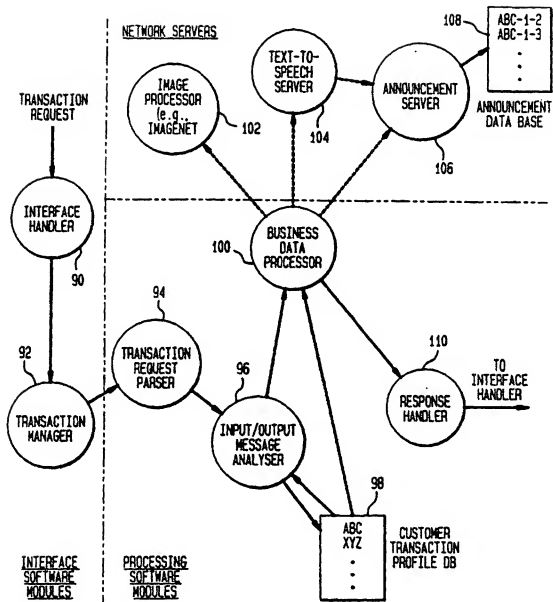 NETWORK SERVERS
108
ABC-1-2
ABC-1-3
ANNOUNCEMENT
DATA BASE
TEXT-TO-
SPEECH
SERVER
104
IMAGE
PROCESSOR
(e.g.,
IMAGENET
102
ANNOUNCEMENT
SERVER
106
TRANSACTION
REQUEST
INTERFACE
HANDLER
90
100
BUSINESS
DATA
PROCESSOR
92
TRANSACTION
MANAGER
94
TRANSACTION
REQUEST
PARSER
96
INPUT/OUTPUT
MESSAGE
ANALYSER
110
RESPONSE
HANDLER
TO
INTERFACE
HANDLER
98
ABC
XYZ
CUSTOMER
TRANSACTION
PROFILE DB
INTERFACE
SOFTWARE
MODULES
PROCESSING
SOFTWARE
MODULES